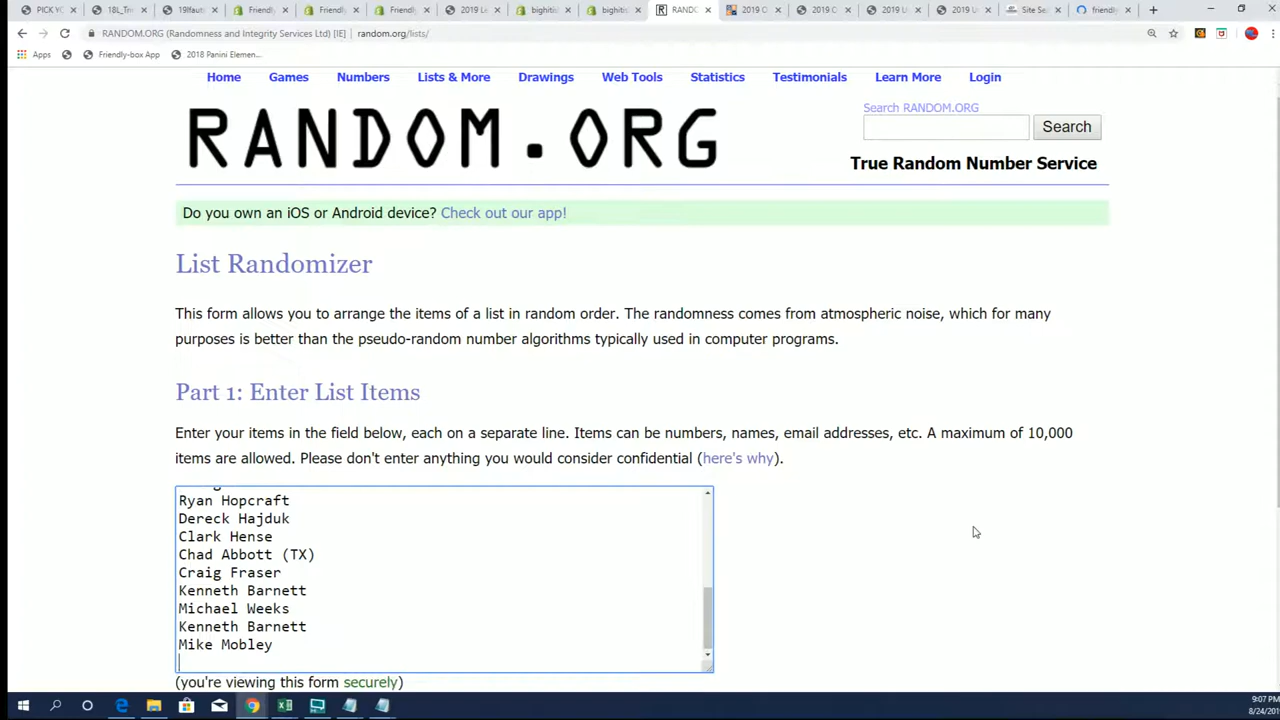 PICK YC
18L_Tru
19Ifauti
Friendly
Friendly
Friendly
2019 Le
bighitis
bighitis
RANDO
2019 O
2019 O
2019 U
2019 U
Site Se
friendly
RANDOM.ORG (Randomness and Integrity Services Ltd) [IE] | random.org/lists/
Apps Friendly-box App 2018 Panini Elemen...
Home Games Numbers Lists & More Drawings Web Tools Statistics Testimonials Learn More Login
RANDOM.ORG
Search RANDOM.ORG
Search
True Random Number Service
Do you own an iOS or Android device? Check out our app!
List Randomizer
This form allows you to arrange the items of a list in random order. The randomness comes from atmospheric noise, which for many
purposes is better than the pseudo-random number algorithms typically used in computer programs.
Part 1: Enter List Items
Enter your items in the field below, each on a separate line. Items can be numbers, names, email addresses, etc. A maximum of 10,000
items are allowed. Please don't enter anything you would consider confidential (here's why).
Ryan Hopcraft
Dereck Hajduk
Clark Hense
Chad Abbott (TX)
Craig Fraser
Kenneth Barnett
Michael Weeks
Kenneth Barnett
Mike Mobley
(you're viewing this form securely)
9:07 PM
8/24/201